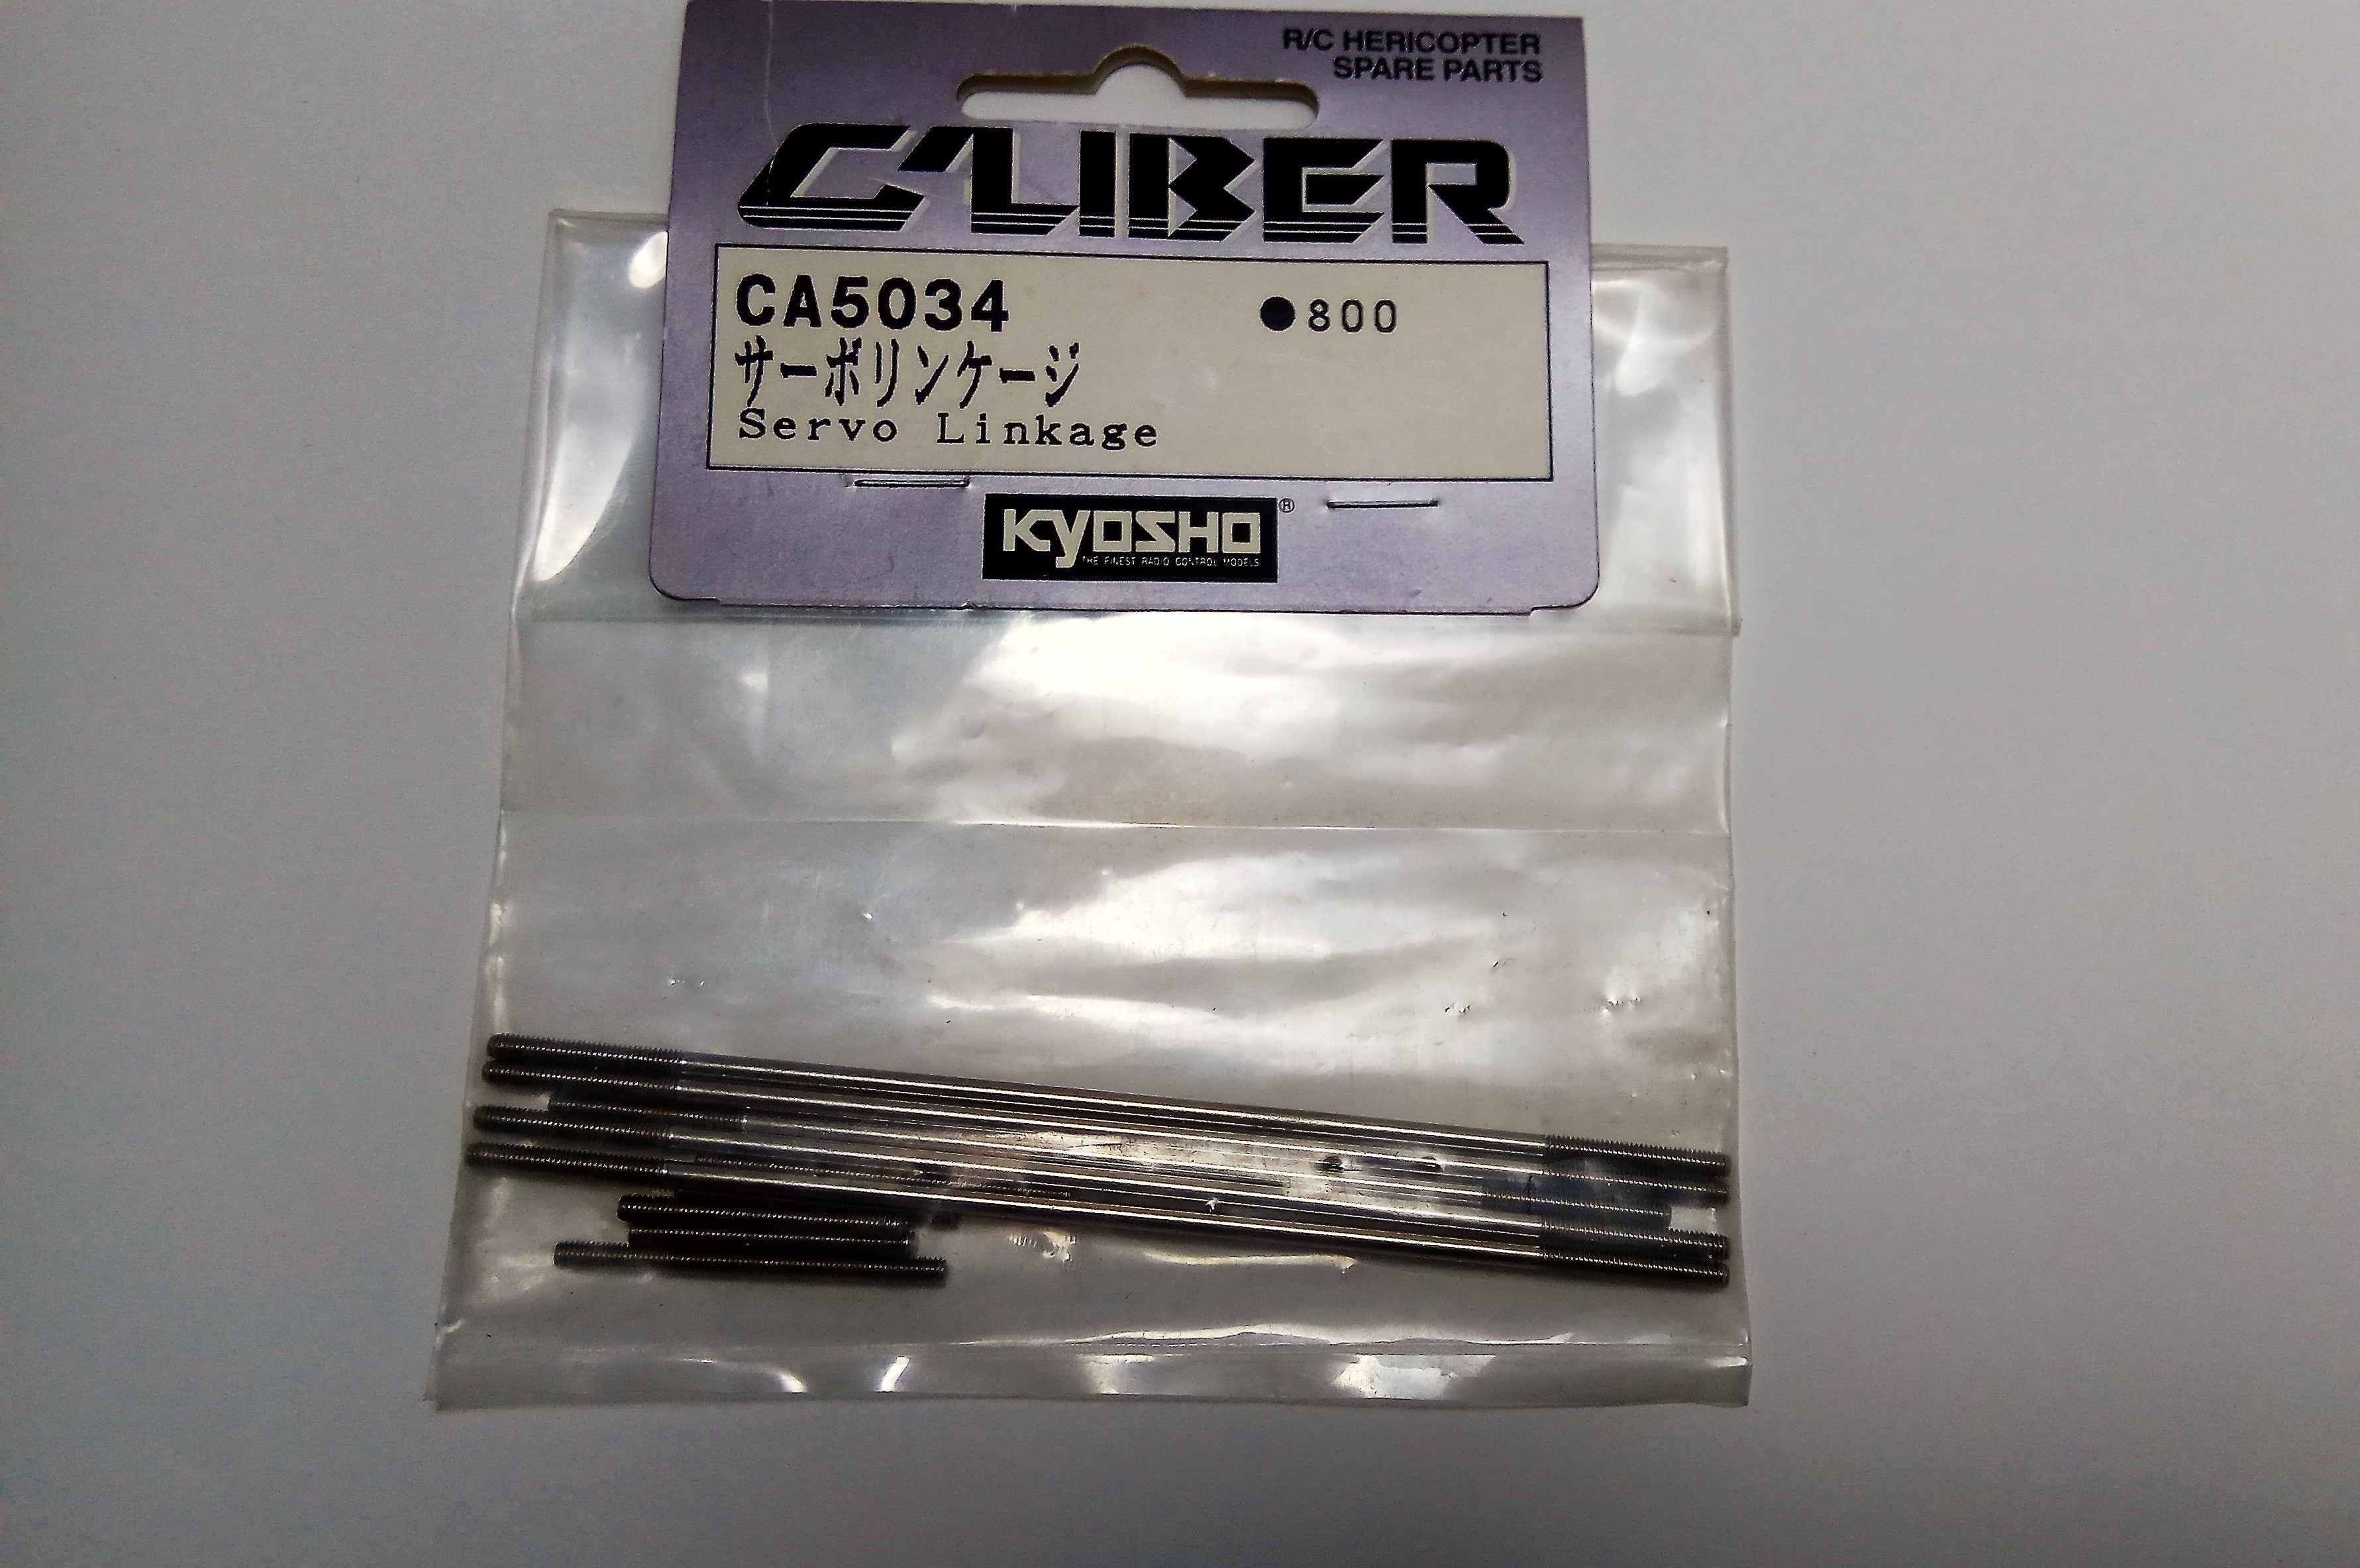 R/C HERICOPTER
SPARE PARTS
CALIBER
CA5034 ●800
サーボリンケージ
Servo Linkage
KYOSHO®
THE FINEST RADIO CONTROL MODELS